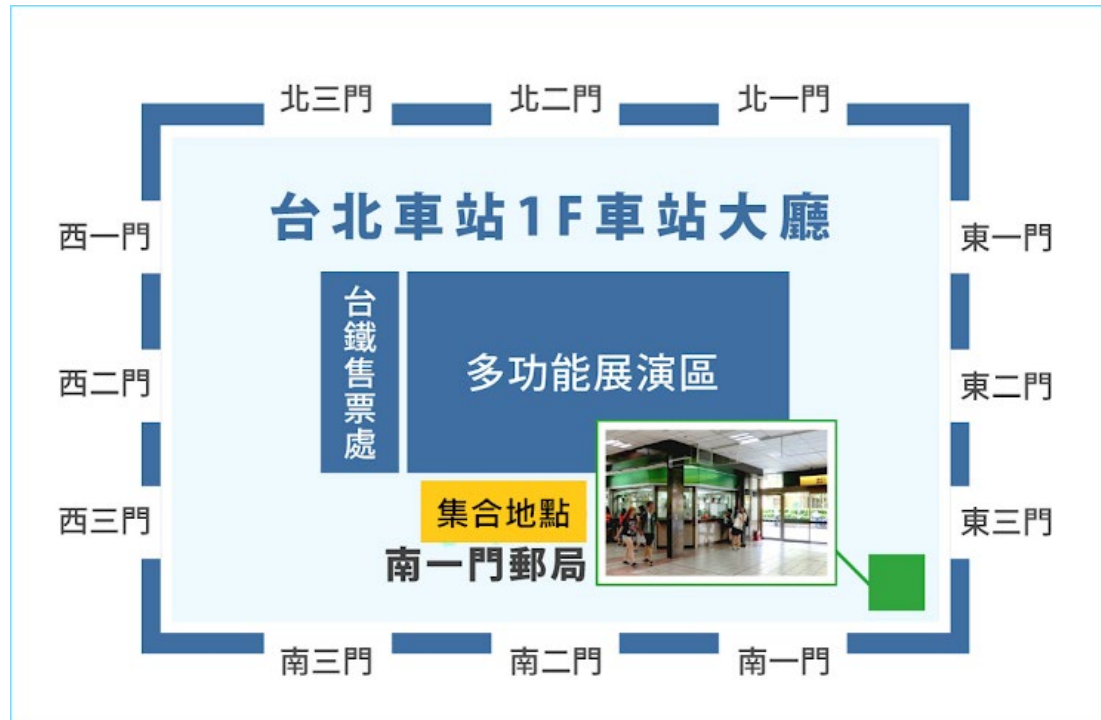 北三門
北二門
北一門
台北車站1F車站大廳
西一門
東一門
台鐵售票處
多功能展演區
西二門
東二門
集合地點
南一門郵局
西三門
東三門
南三門
南二門
南一門